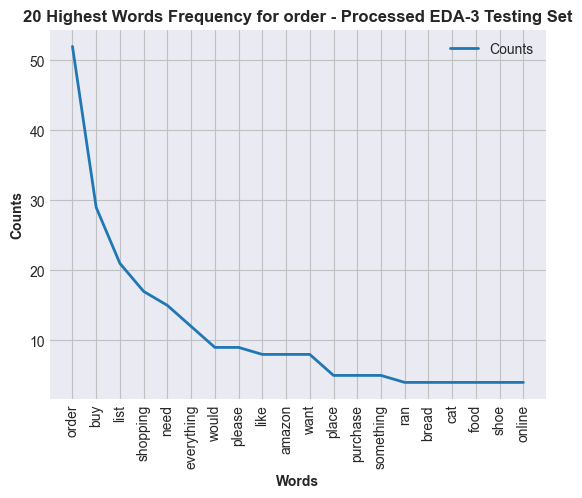 20 Highest Words Frequency for order - Processed EDA-3 Testing Set
Counts
Counts
50
40
30
20
10
order
buy
list
shopping
need
everything
would
please
like
amazon
want
place
purchase
something
ran
bread
cat
food
shoe
online
Words